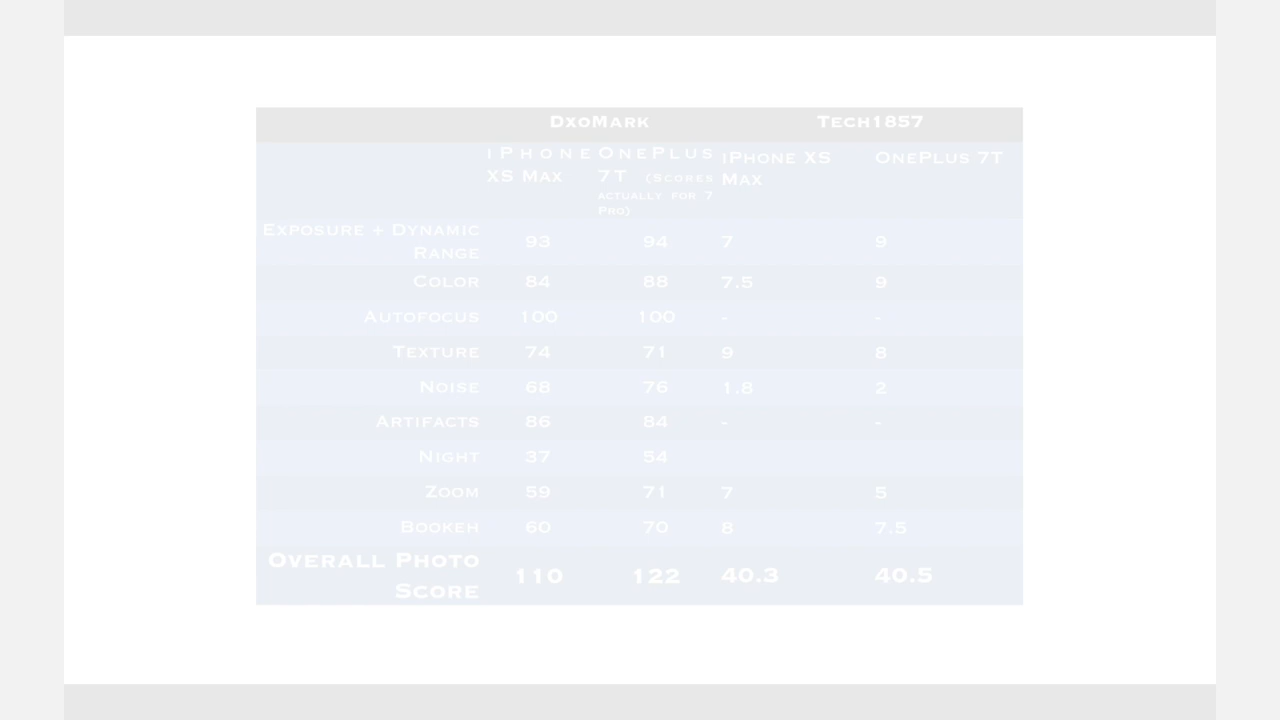 DxoMark Tech1857
iPhone OnePlus iPhone XS OnePlus 7T
XS Max 7T (Scores Max
actually for 7
Pro)
Exposure + Dynamic
Range 93 94 7 9
Color 84 88 7.5 9
Autofocus 100 100 - -
Texture 74 71 9 8
Noise 68 76 1.8 2
Artifacts 86 84 - -
Night 37 54
Zoom 59 71 7 5
Bookeh 60 70 8 7.5
Overall Photo
Score 110 122 40.3 40.5